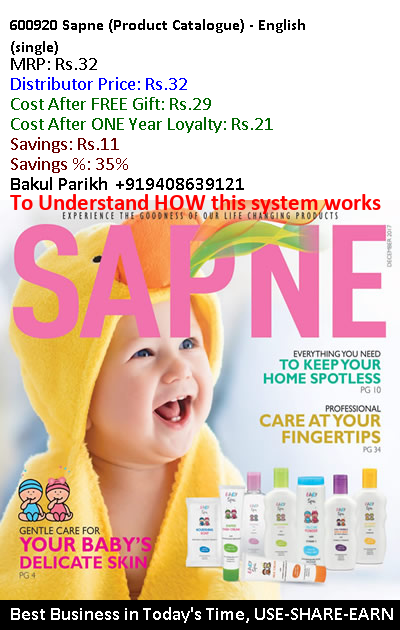 600920 Sapne (Product Catalogue) - English
(single)
MRP: Rs.32
Distributor Price: Rs.32
Cost After FREE Gift: Rs.29
Cost After ONE Year Loyalty: Rs.21
Savings: Rs.11
Savings %: 35%
Bakul Parikh +919408639121
To Understand HOW this system works
EXPERIENCE THE GOODNESS OF OUR LIFE CHANGING PRODUCTS
SAPNE
DECEMBER 2017
EVERYTHING YOU NEED
TO KEEP YOUR
HOME SPOTLESS
PG 10
PROFESSIONAL
CARE AT YOUR
FINGERTIPS
PG 34
GENTLE CARE FOR
YOUR BABY'S
DELICATE SKIN
PG 4
BABY
Spa
Best Business in Today's Time, USE-SHARE-EARN